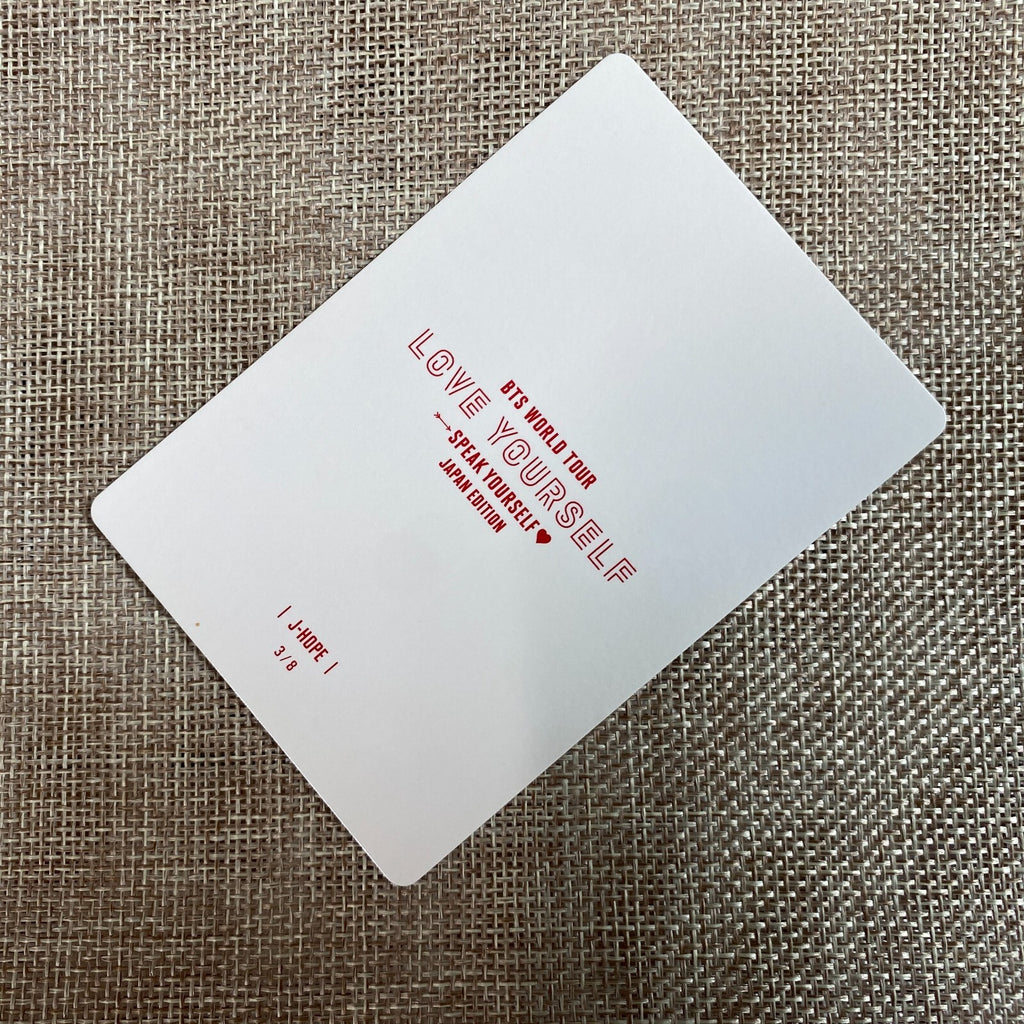 BTS WORLD TOUR
LOVE YOURSELF
SPEAK YOURSELF
JAPAN EDITION
| J-HOPE |
3/8